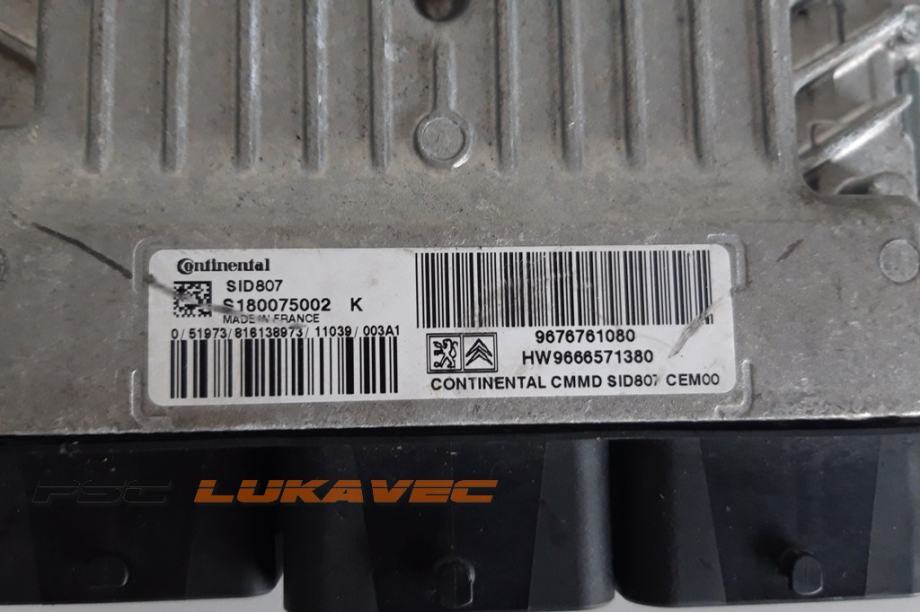 Continental
SID807
S180075002 K
MADE IN FRANCE
0/51973/816138973/11039/003A1
9676761080
HW9666571380
CONTINENTAL CMMD SID807 CEM00
PSC LUKAVEC